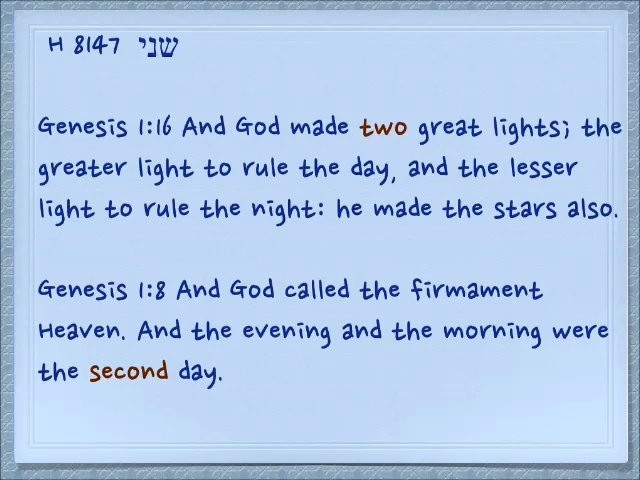 H 8147 שני
Genesis 1:16 And God made two great lights; the
greater light to rule the day, and the lesser
light to rule the night: he made the stars also.
Genesis 1:8 And God called the firmament
Heaven. And the evening and the morning were
the second day.